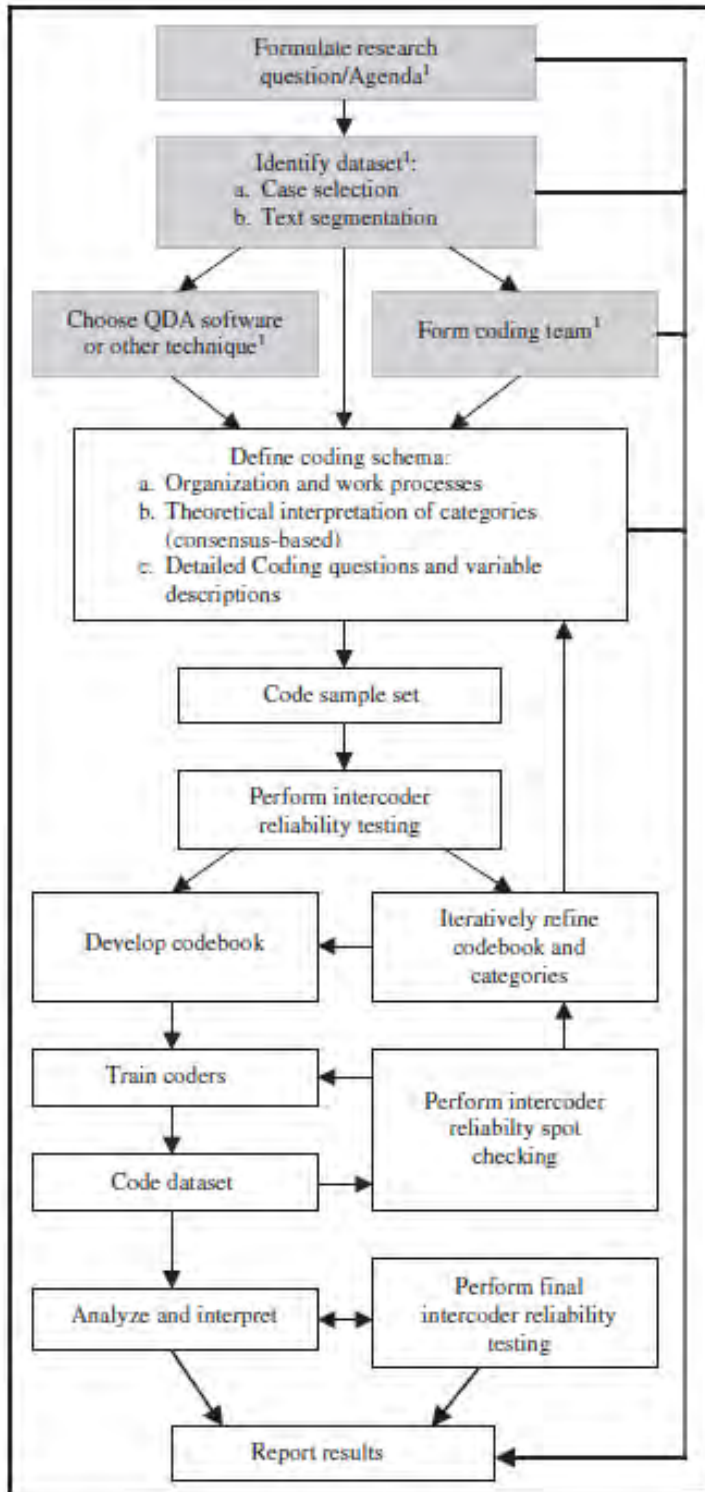 Formulate research
question/Agenda¹
Identify dataset¹:
a. Case selection
b. Text segmentation
Choose QDA software
or other technique¹
Form coding team¹
Define coding schema:
a. Organization and work processes
b. Theoretical interpretation of categories
(consensus-based)
c. Detailed Coding questions and variable
descriptions
Code sample set
Perform intercoder
reliability testing
Develop codebook
Iteratively refine
codebook and
categories
Train coders
Perform intercoder
reliabilty spot
checking
Code dataset
Analyze and interpret
Perform final
intercoder reliability
testing
Report results